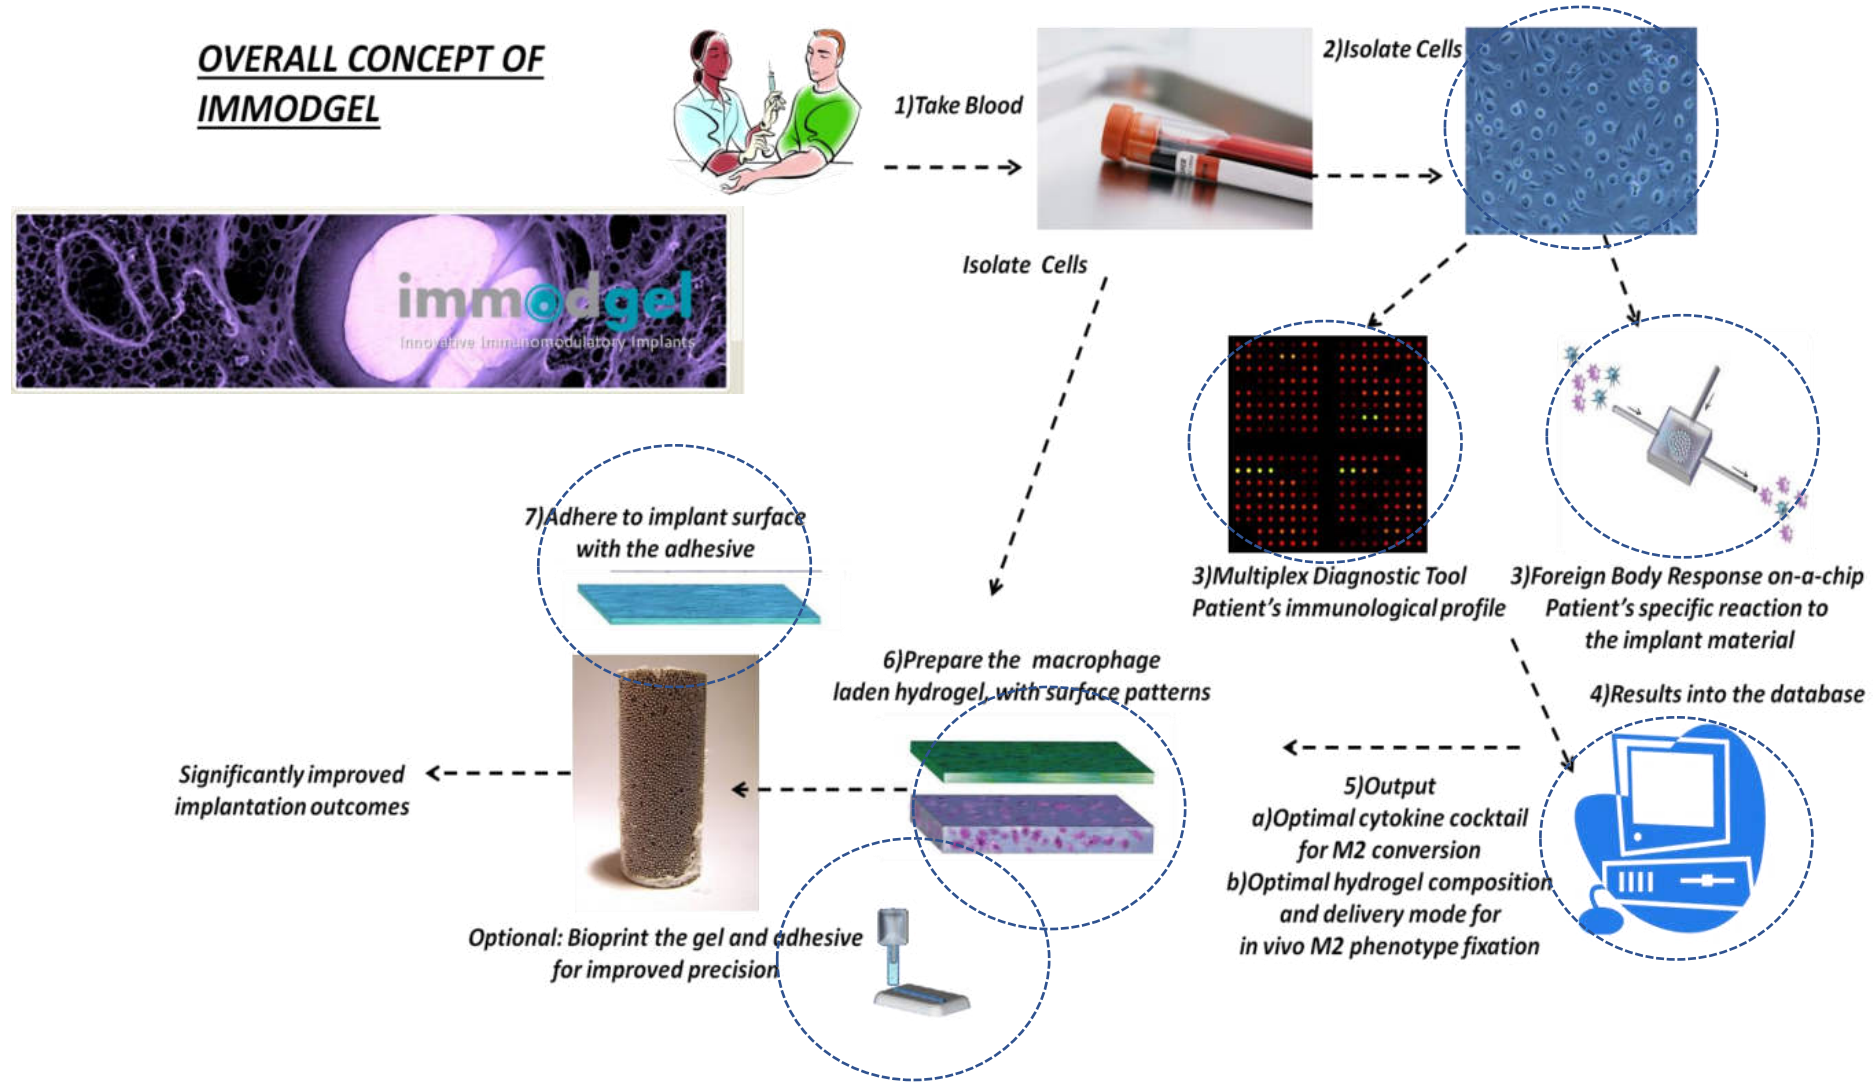 OVERALL CONCEPT OF
IMMODGEL
1)Take Blood
2)Isolate Cells
immodgel
Innovative Immunomodulatory Implants
Isolate Cells
3)Multiplex Diagnostic Tool
Patient's immunological profile
3)Foreign Body Response on-a-chip
Patient's specific reaction to
the implant material
4)Results into the database
5)Output
a)Optimal cytokine cocktail
for M2 conversion
b)Optimal hydrogel composition
and delivery mode for
in vivo M2 phenotype fixation
6)Prepare the macrophage
laden hydrogel, with surface patterns
7)Adhere to implant surface
with the adhesive
Optional: Bioprint the gel and adhesive
for improved precision
Significantly improved
implantation outcomes